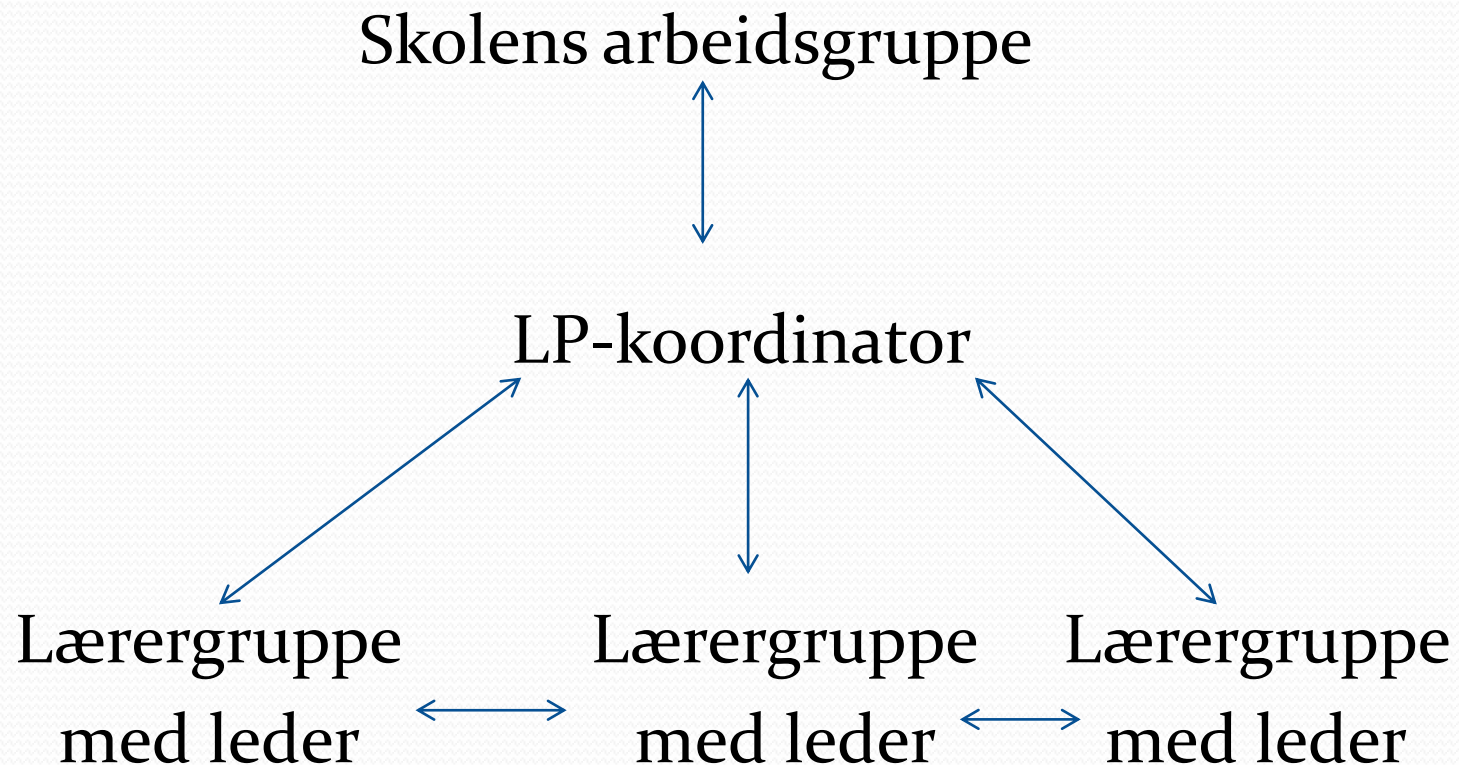 Skolens arbeidsgruppe
LP-koordinator
Lærergruppe Lærergruppe Lærergruppe
med leder med leder med leder